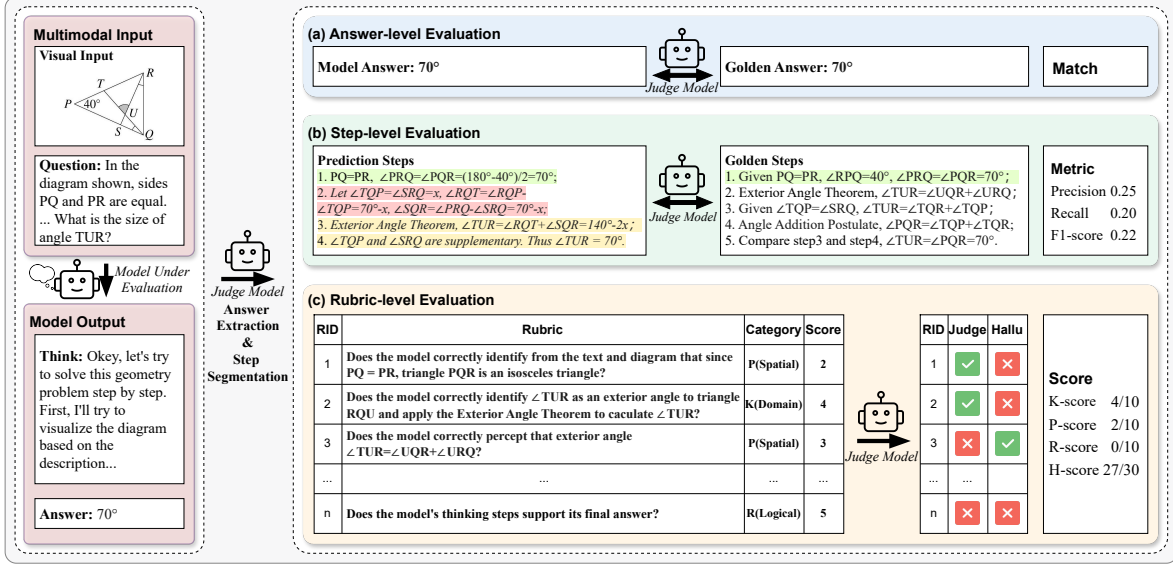 Multimodal Input
Visual Input
R
T
P
40°
U
S
Q
Question: In the
diagram shown, sides
PQ and PR are equal.
... What is the size of
angle TUR?
Model Under
Evaluation
Model Output
Think: Okey, let's try
to solve this geometry
problem step by step.
First, I'll try to
visualize the diagram
based on the
description...
Answer: 70°
Judge Model
Answer
Extraction
&
Step
Segmentation
(a) Answer-level Evaluation
Model Answer: 70°
Judge Model
Golden Answer: 70°
Match
(b) Step-level Evaluation
Prediction Steps
1. PQ=PR, ∠PRQ=∠PQR=(180°-40°)/2=70°;
2. Let ∠TQP=∠SRQ=x, ∠RQT=∠RQP-
∠TQP=70°-x, ∠SQR=∠PRQ-∠SRQ=70°-x;
3. Exterior Angle Theorem, ∠TUR=∠RQT+∠SQR=140°-2x;
4. ∠TQP and ∠SRQ are supplementary. Thus ∠TUR = 70°.
Judge Model
Golden Steps
1. Given PQ=PR, ∠RPQ=40°, ∠PRQ=∠PQR=70°;
2. Exterior Angle Theorem, ∠TUR=∠UQR+∠URQ;
3. Given ∠TQP=∠SRQ, ∠TUR=∠TQR+∠TQP;
4. Angle Addition Postulate, ∠PQR=∠TQP+∠TQR;
5. Compare step3 and step4, ∠TUR=∠PQR=70°.
Metric
Precision 0.25
Recall 0.20
F1-score 0.22
(c) Rubric-level Evaluation
RID Rubric Category Score
1 Does the model correctly identify from the text and diagram that since
PQ = PR, triangle PQR is an isosceles triangle? P(Spatial) 2
2 Does the model correctly identify ∠TUR as an exterior angle to triangle
RQU and apply the Exterior Angle Theorem to caculate ∠TUR? K(Domain) 4
3 Does the model correctly percept that exterior angle
∠TUR=∠UQR+∠URQ? P(Spatial) 3
... ... ... ...
n Does the model's thinking steps support its final answer? R(Logical) 5
Judge Model
RID Judge Hallu
1
2
3
... ...
n
Score
K-score 4/10
P-score 2/10
R-score 0/10
H-score 27/30